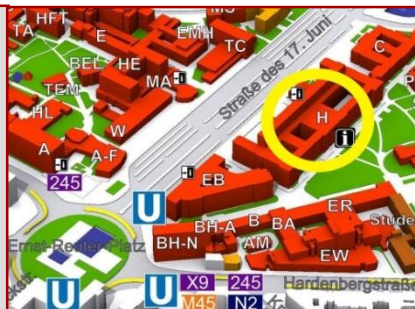 HFT
MS
TA
E
EMH
TC
C
BEL
HE
MA
TEM
Straße des 17. Juni
H
HL
W
i
A
A-F
245
EB
U
ER
B
BA
BH-A
BH-N
AM
EW
Stude
Ernst-Reuter-Platz
Hardenbergstraße
U
U
X9
245
M45
N2